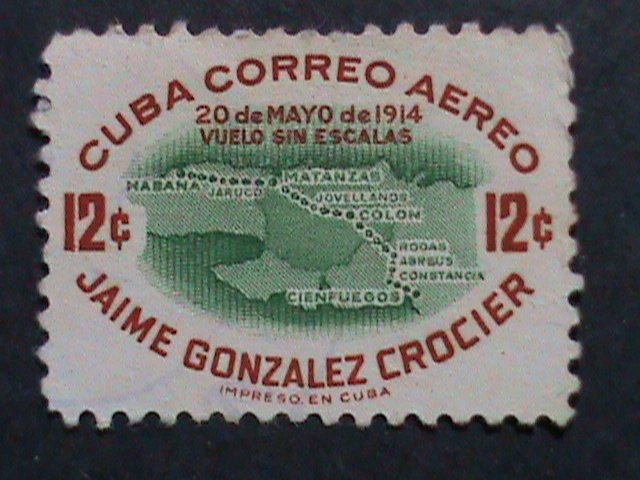 CUBA CORREO AEREO
20 de MAYO de 1914
VUELO SIN ESCALAS
HABANA
JARUCO
MATANZAS
JOVELLANOS
COLON
12¢
12¢
RODAS
ABREUS
CONSTANCIA
CIENFUEGOS
JAIME GONZALEZ CROCIER
IMPRESO. EN CUBA